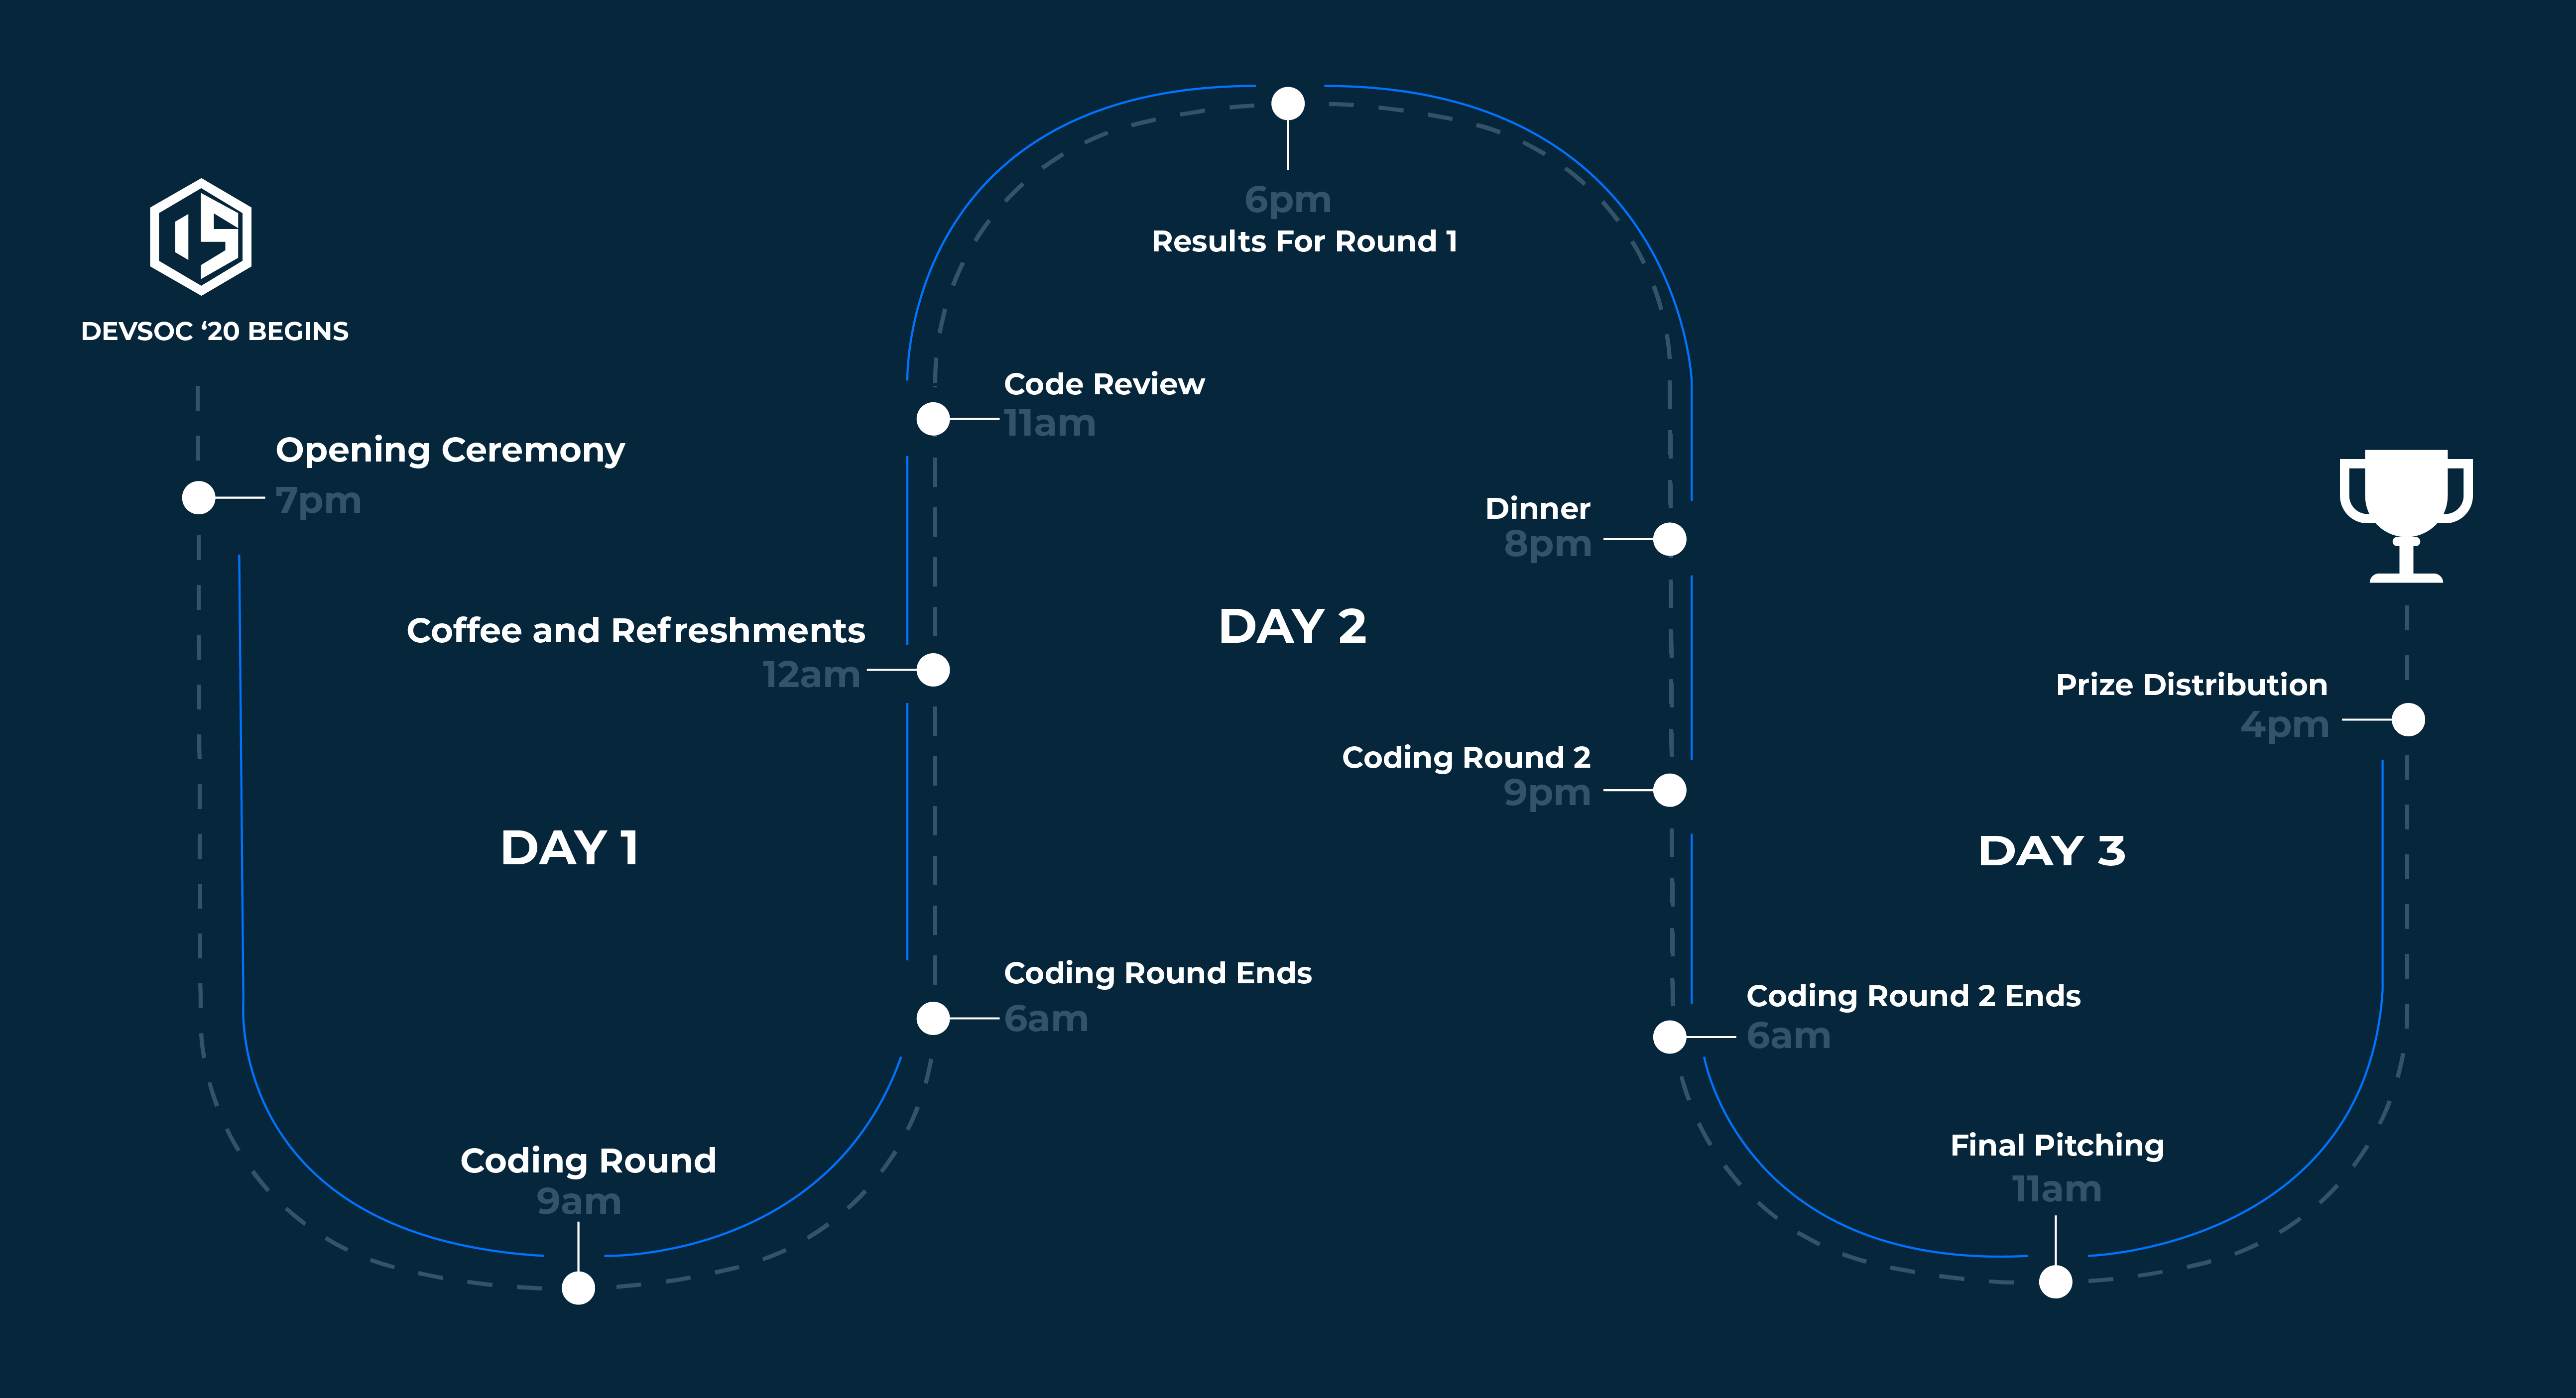 DEVSOC ‘20 BEGINS
Opening Ceremony
7pm
DAY 1
Coding Round
9am
Coding Round Ends
6am
Coffee and Refreshments
12am
Code Review
11am
6pm
Results For Round 1
DAY 2
Dinner
8pm
Coding Round 2
9pm
Coding Round 2 Ends
6am
DAY 3
Final Pitching
11am
Prize Distribution
4pm